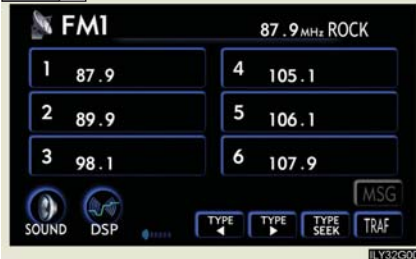 FM1 87.9MHz ROCK
1 87.9 4 105.1
2 89.9 5 106.1
3 98.1 6 107.9
MSG
SOUND DSP TYPE ◀ TYPE ▶ TYPE SEEK TRAF
ILY32G00